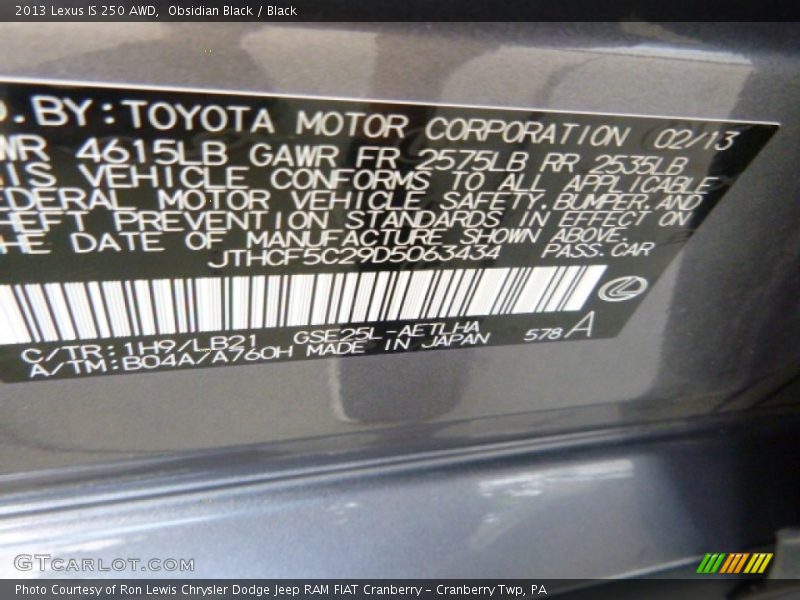 2013 Lexus IS 250 AWD, Obsidian Black / Black
D.BY:TOYOTA MOTOR CORPORATION 02/13
WR 4615LB GAWR FR 2575LB RR 2535LB
IS VEHICLE CONFORMS TO ALL APPLICABLE
EDERAL MOTOR VEHICLE SAFETY, BUMPER, AND
HEFT PREVENTION STANDARDS IN EFFECT ON
HE DATE OF MANUFACTURE SHOWN ABOVE.
JTHCF5C29D5063434 PASS.CAR
C/TR:1H9/LB21 GSE25L-AETLHA
A/TM:B04A/A760H MADE IN JAPAN 578A
GTCARLOT.COM
Photo Courtesy of Ron Lewis Chrysler Dodge Jeep RAM FIAT Cranberry - Cranberry Twp, PA